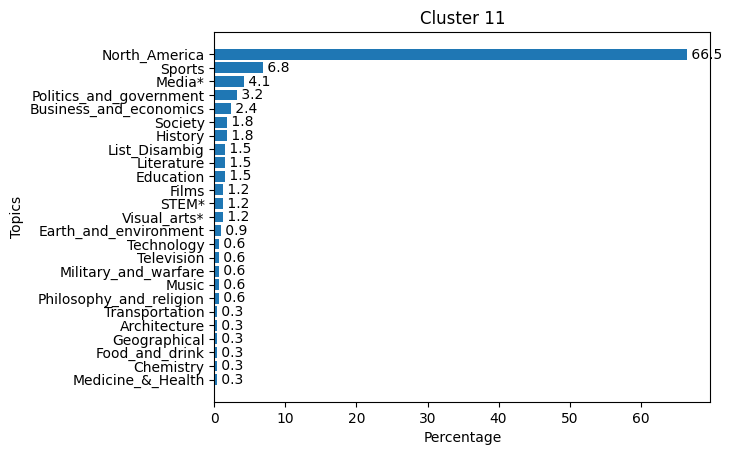 Cluster 11
North_America 66.5
Sports 6.8
Media* 4.1
Politics_and_government 3.2
Business_and_economics 2.4
Society 1.8
History 1.8
List_Disambig 1.5
Literature 1.5
Education 1.5
Films 1.2
STEM* 1.2
Visual_arts* 1.2
Earth_and_environment 0.9
Technology 0.6
Television 0.6
Military_and_warfare 0.6
Music 0.6
Philosophy_and_religion 0.6
Transportation 0.3
Architecture 0.3
Geographical 0.3
Food_and_drink 0.3
Chemistry 0.3
Medicine_&_Health 0.3
Topics
0 10 20 30 40 50 60
Percentage